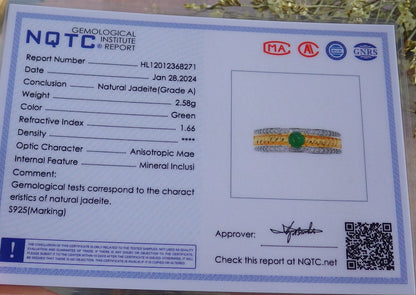 NQTC GEMOLOGICAL INSTITUTE REPORT
Report Number HL12012368271
Date Jan 28,2024
Conclusion Natural Jadeite(Grade A)
Weight 2.58g
Color Green
Refractive Index 1.66
Density ****
Optic Character Anisotropic Mae
Internal Feature Mineral Inclusi
Comment:
Gemological tests correspond to the charact
eristics of natural jadeite.
S925(Marking)
MA
GNRS
Approver:
Check this report at NQTC.net